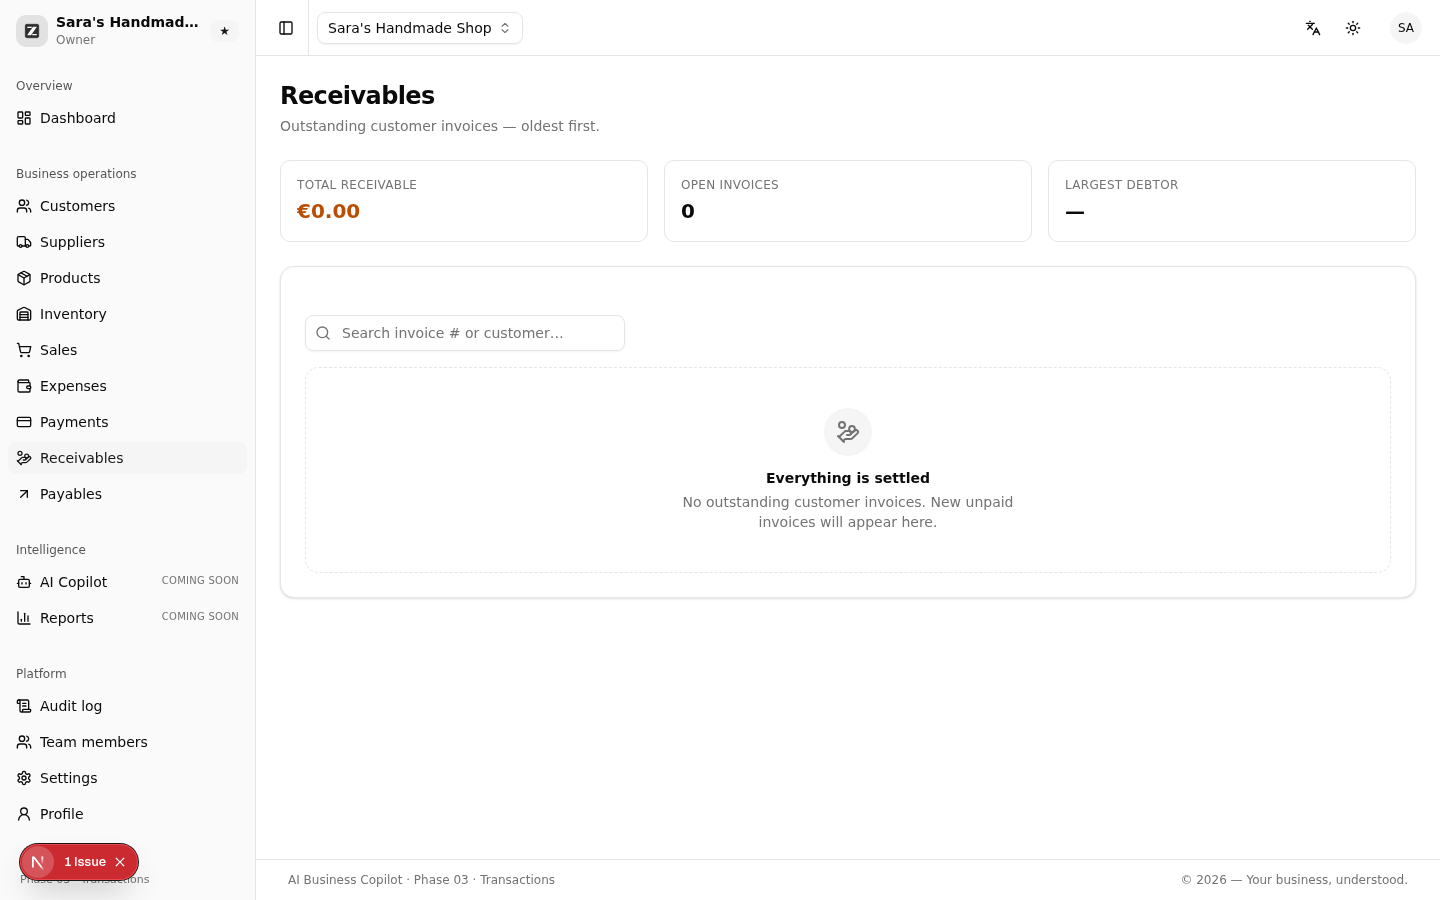 Sara's Handmad...
Owner
★
Overview
Dashboard
Business operations
Customers
Suppliers
Products
Inventory
Sales
Expenses
Payments
Receivables
Payables
Intelligence
AI Copilot COMING SOON
Reports COMING SOON
Platform
Audit log
Team members
Settings
Profile
N 1 Issue
Sara's Handmade Shop
SA
Receivables
Outstanding customer invoices — oldest first.
TOTAL RECEIVABLE
€0.00
OPEN INVOICES
0
LARGEST DEBTOR
—
Search invoice # or customer…
Everything is settled
No outstanding customer invoices. New unpaid
invoices will appear here.
AI Business Copilot · Phase 03 · Transactions
© 2026 — Your business, understood.